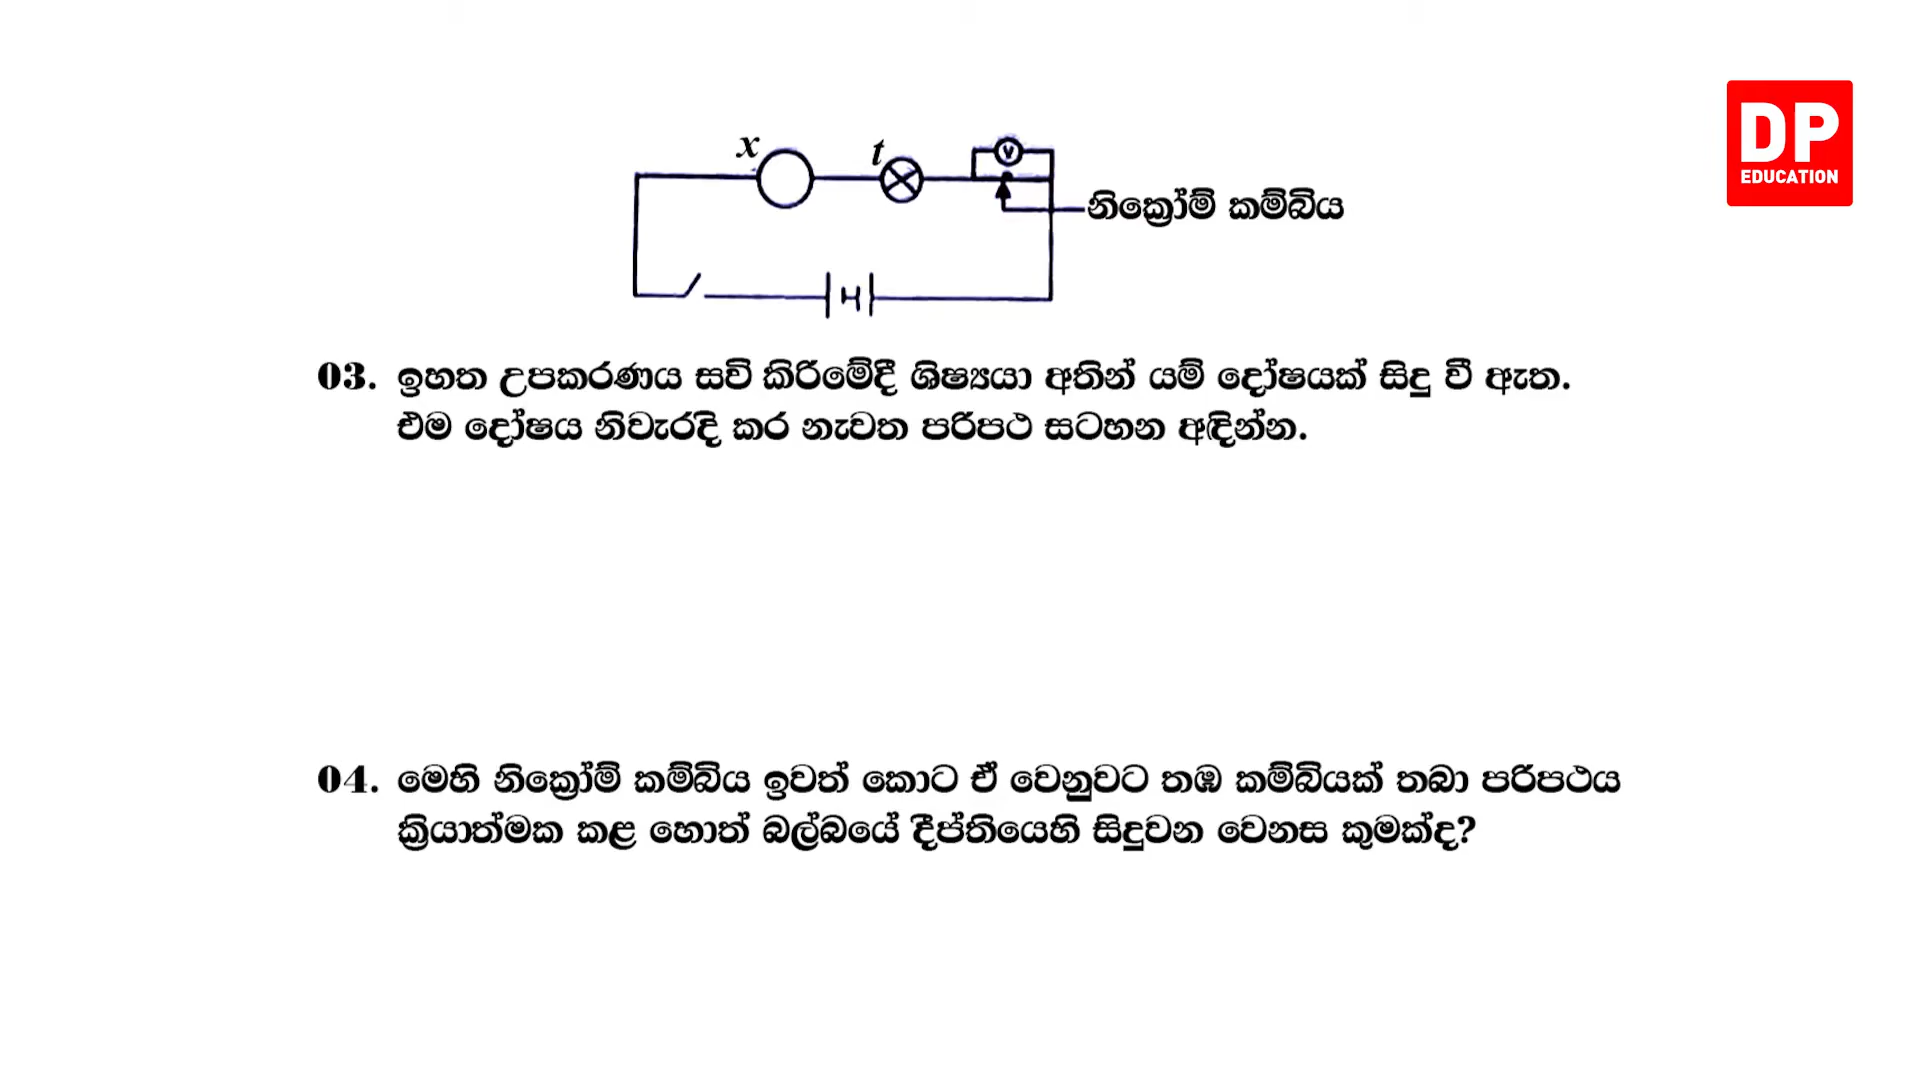 DP
EDUCATION
x
t
V
නික්‍රෝම් කම්බිය
03. ඉහත උපකරණය සවි කිරීමේදී ශිෂ්‍යයා අතින් යම් දෝෂයක් සිදු වී ඇත.
එම දෝෂය නිවැරදි කර නැවත පරිපථ සටහන අඳින්න.
04. මෙහි නික්‍රෝම් කම්බිය ඉවත් කොට ඒ වෙනුවට තඹ කම්බියක් තබා පරිපථය
ක්‍රියාත්මක කළ හොත් බල්බයේ දීප්තියෙහි සිදුවන වෙනස කුමක්ද?